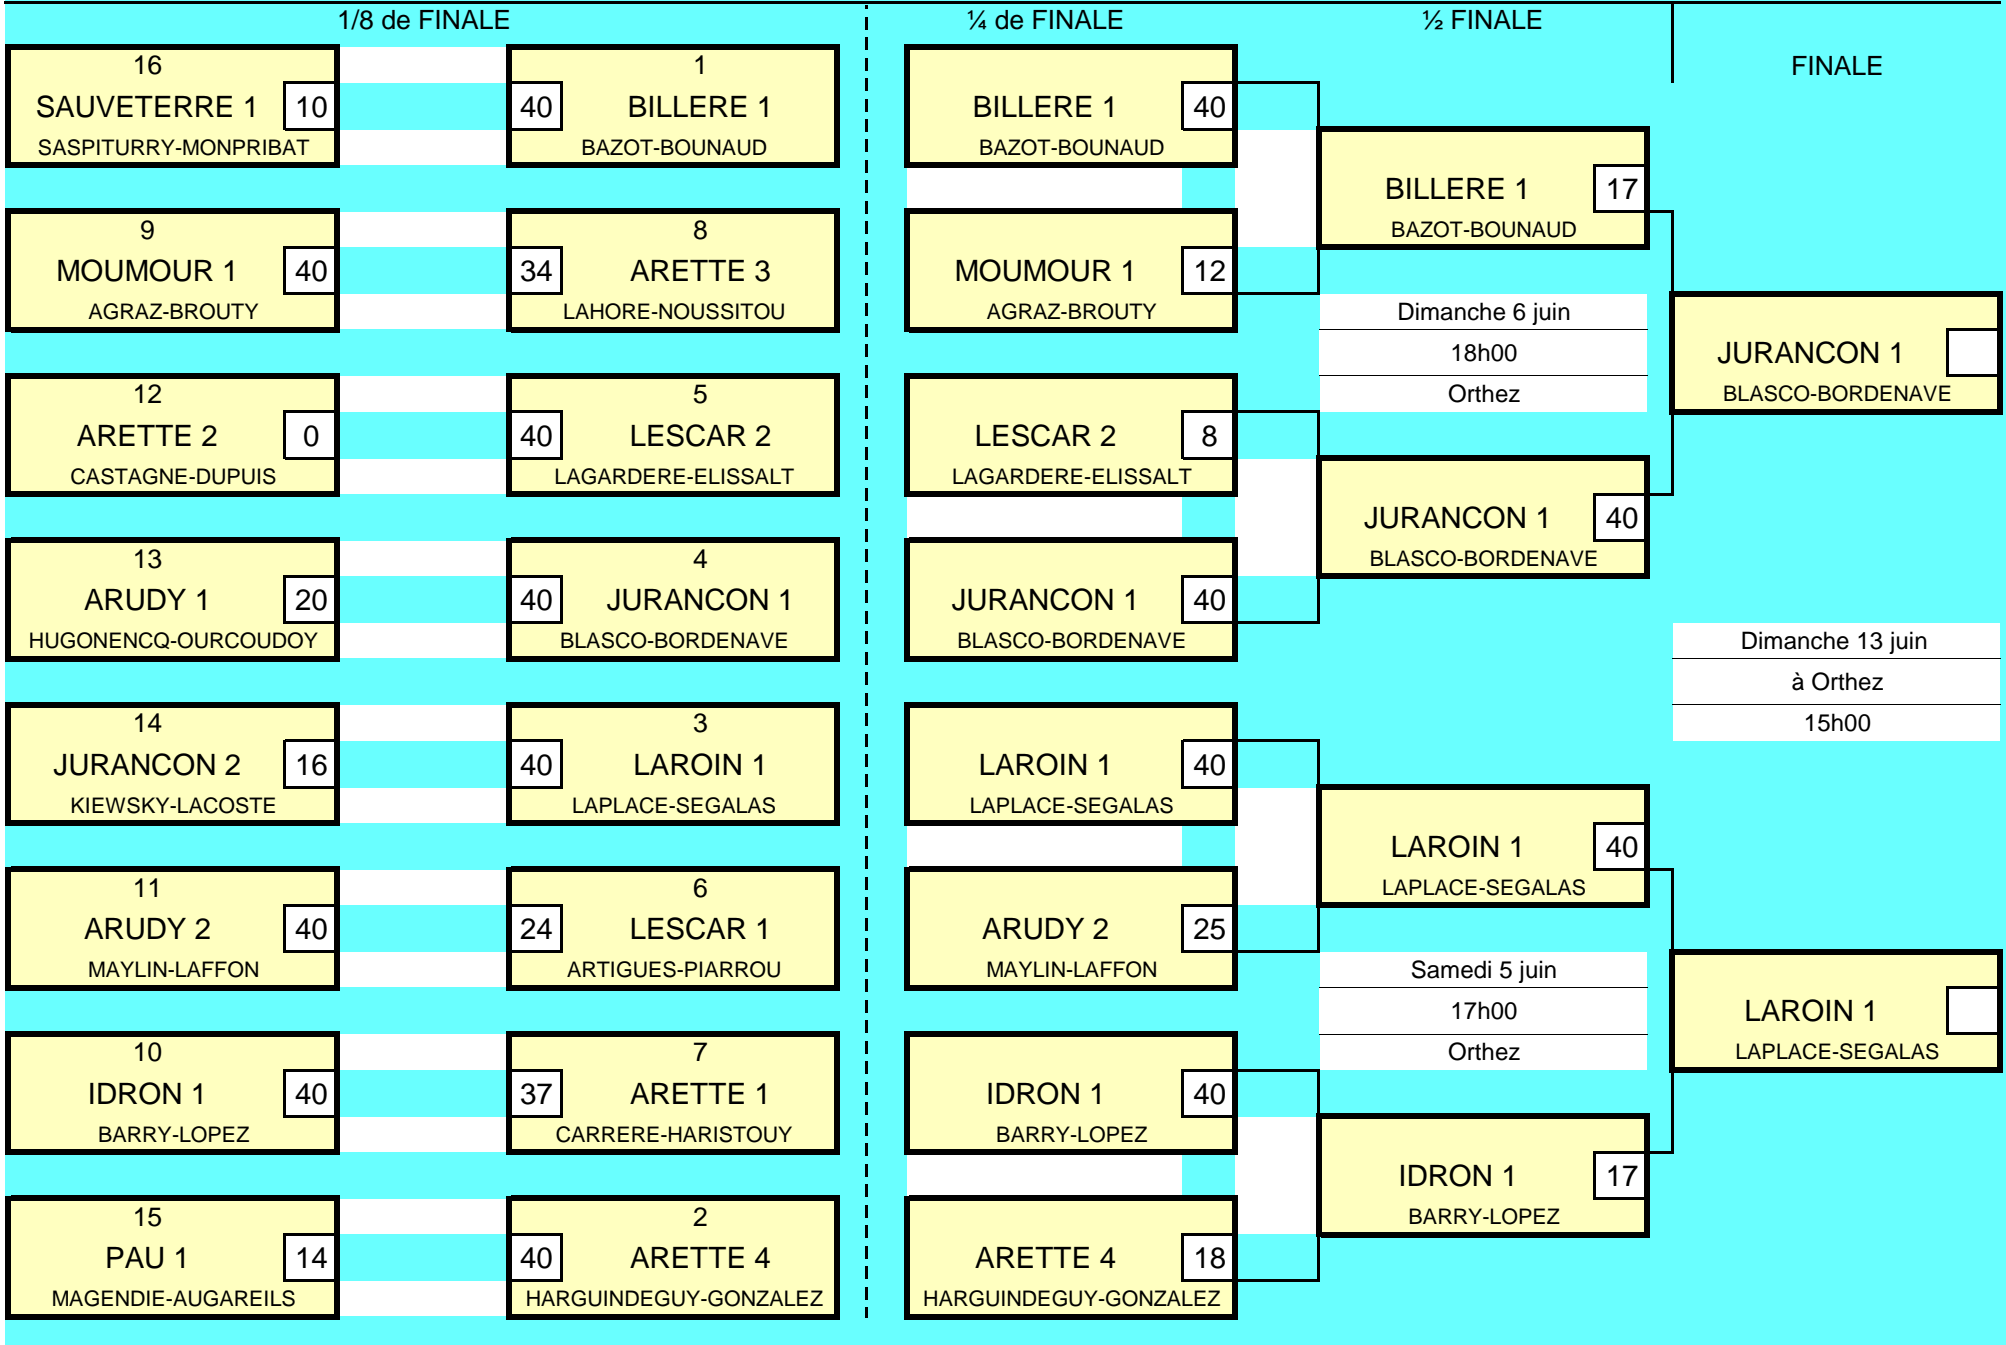 1/8 de FINALE
¼ de FINALE
½ FINALE
FINALE
16
SAUVETERRE 1
10
SASPITURRY-MONPRIBAT
1
40
BILLERE 1
BAZOT-BOUNAUD
9
MOUMOUR 1
40
AGRAZ-BROUTY
8
34
ARETTE 3
LAHORE-NOUSSITOU
12
ARETTE 2
0
CASTAGNE-DUPUIS
5
40
LESCAR 2
LAGARDERE-ELISSALT
13
ARUDY 1
20
HUGONENCQ-OURCOUDOY
4
40
JURANCON 1
BLASCO-BORDENAVE
14
JURANCON 2
16
KIEWSKY-LACOSTE
3
40
LAROIN 1
LAPLACE-SEGALAS
11
ARUDY 2
40
MAYLIN-LAFFON
6
24
LESCAR 1
ARTIGUES-PIARROU
10
IDRON 1
40
BARRY-LOPEZ
7
37
ARETTE 1
CARRERE-HARISTOUY
15
PAU 1
14
MAGENDIE-AUGAREILS
2
40
ARETTE 4
HARGUINDEGUY-GONZALEZ
BILLERE 1
40
BAZOT-BOUNAUD
MOUMOUR 1
12
AGRAZ-BROUTY
LESCAR 2
8
LAGARDERE-ELISSALT
JURANCON 1
40
BLASCO-BORDENAVE
LAROIN 1
40
LAPLACE-SEGALAS
ARUDY 2
25
MAYLIN-LAFFON
IDRON 1
40
BARRY-LOPEZ
ARETTE 4
18
HARGUINDEGUY-GONZALEZ
BILLERE 1
17
BAZOT-BOUNAUD
Dimanche 6 juin
18h00
Orthez
JURANCON 1
40
BLASCO-BORDENAVE
LAROIN 1
40
LAPLACE-SEGALAS
Samedi 5 juin
17h00
Orthez
IDRON 1
17
BARRY-LOPEZ
JURANCON 1
BLASCO-BORDENAVE
Dimanche 13 juin
à Orthez
15h00
LAROIN 1
LAPLACE-SEGALAS